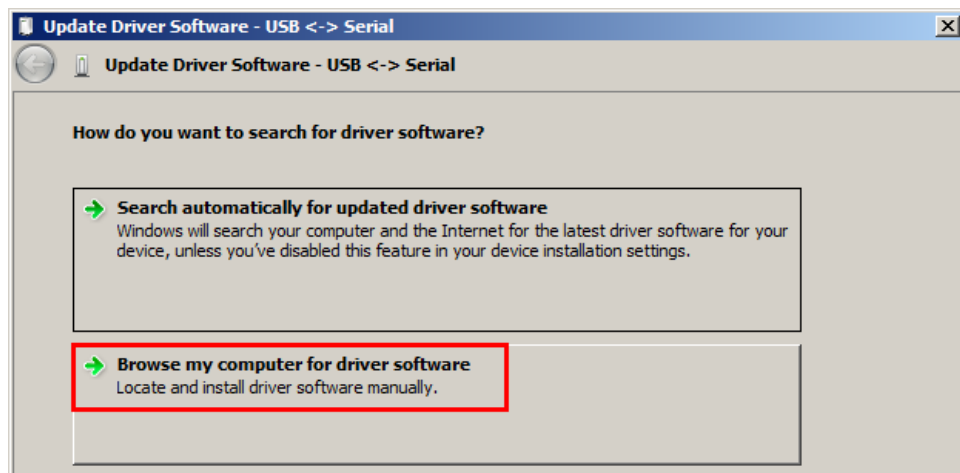 Update Driver Software - USB <-> Serial
Update Driver Software - USB <-> Serial
How do you want to search for driver software?
Search automatically for updated driver software
Windows will search your computer and the Internet for the latest driver software for your
device, unless you've disabled this feature in your device installation settings.
Browse my computer for driver software
Locate and install driver software manually.